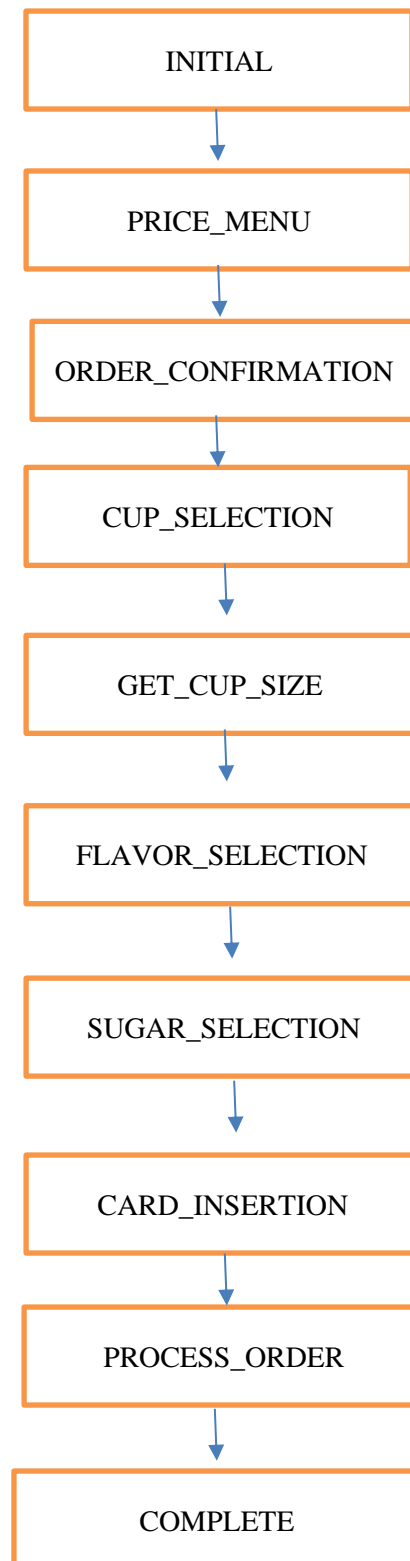 INITIAL
PRICE_MENU
ORDER_CONFIRMATION
CUP_SELECTION
GET_CUP_SIZE
FLAVOR_SELECTION
SUGAR_SELECTION
CARD_INSERTION
PROCESS_ORDER
COMPLETE